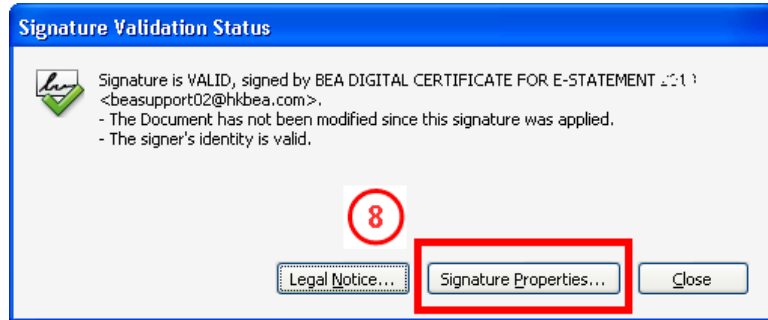 Signature Validation Status
Signature is VALID, signed by BEA DIGITAL CERTIFICATE FOR E-STATEMENT
<beasupport02@hkbea.com>.
- The Document has not been modified since this signature was applied.
- The signer's identity is valid.
8
Legal Notice... Signature Properties... Close